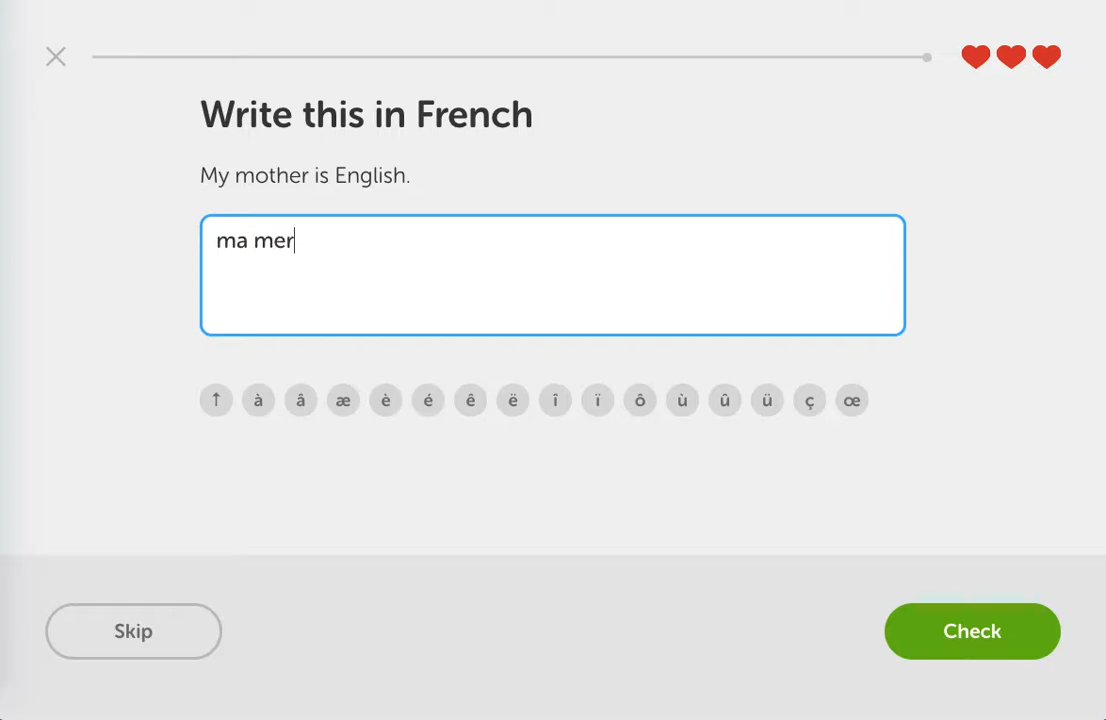 Write this in French
My mother is English.
ma mer
↑ à â æ è é ê ë î ï ô ù û ü ç œ
Skip
Check